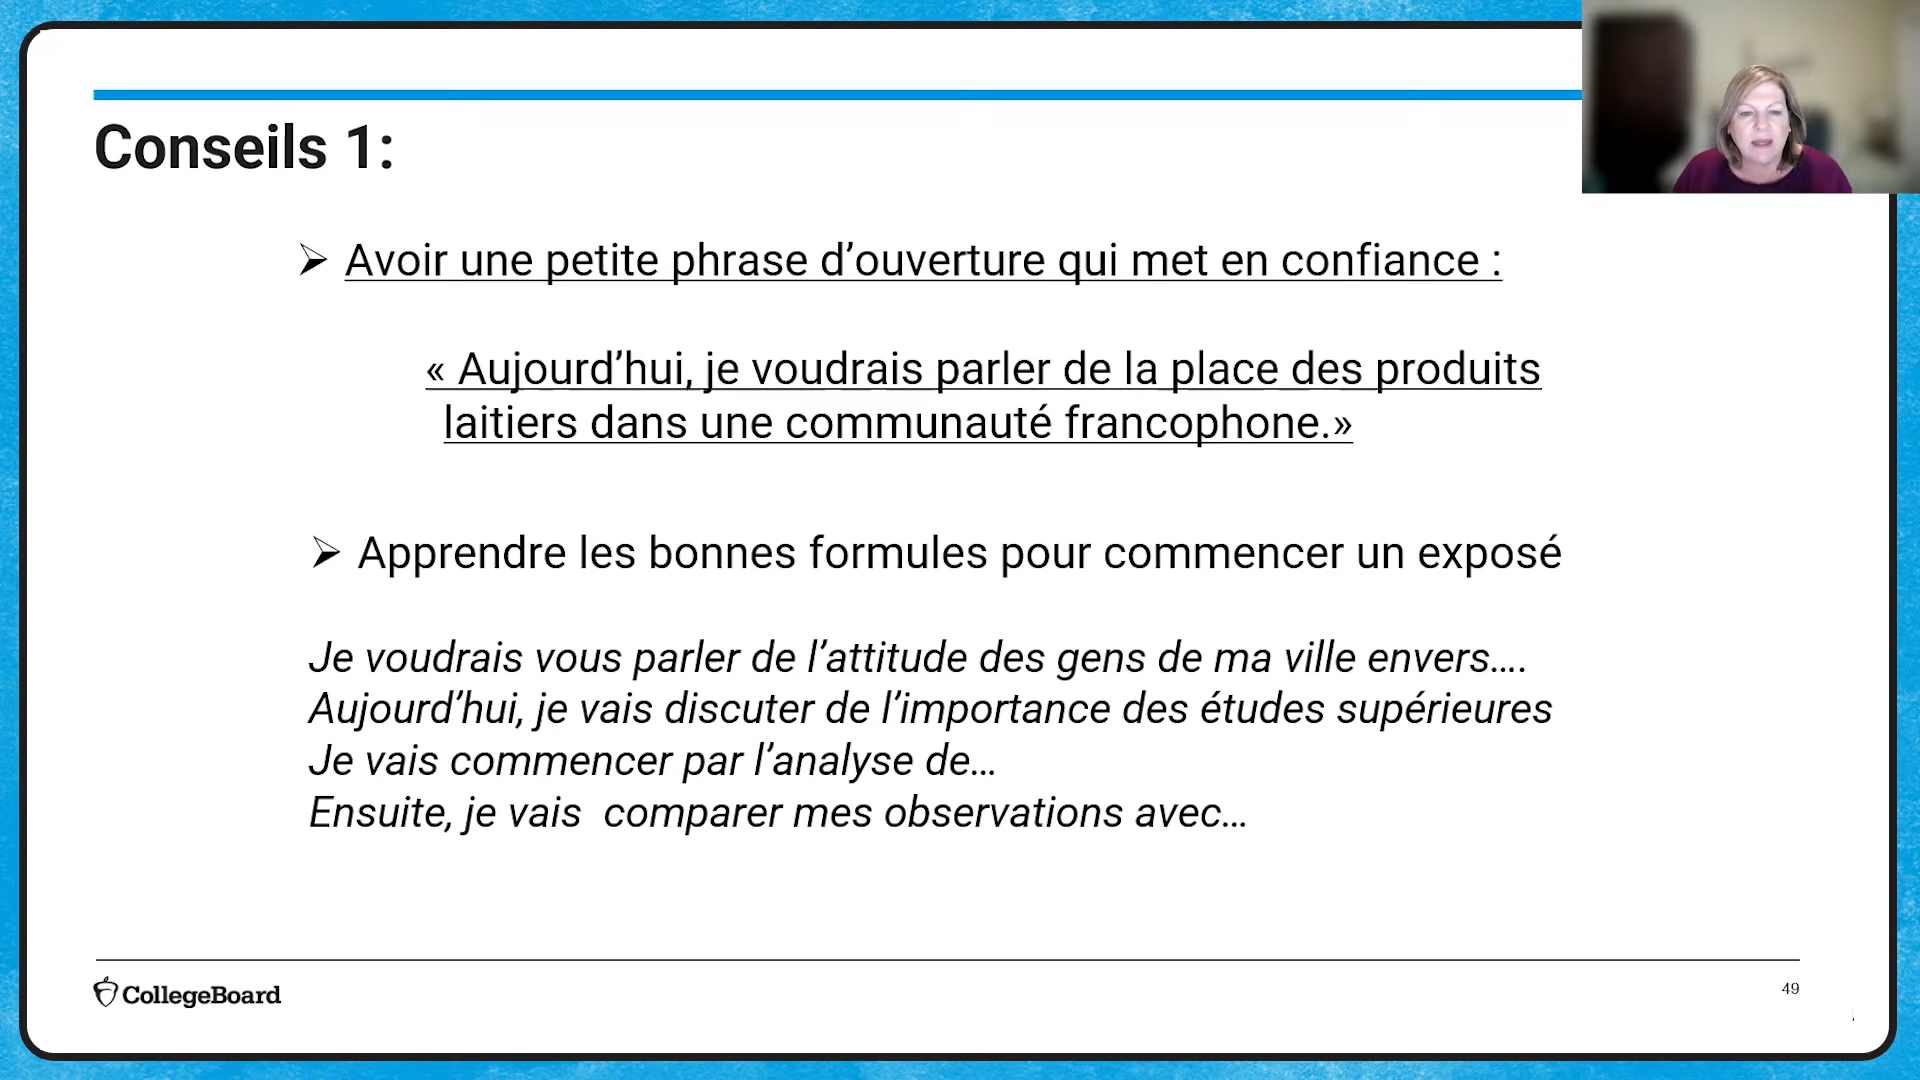 Conseils 1:
➢ Avoir une petite phrase d’ouverture qui met en confiance :
« Aujourd’hui, je voudrais parler de la place des produits
laitiers dans une communauté francophone.»
➢ Apprendre les bonnes formules pour commencer un exposé
Je voudrais vous parler de l’attitude des gens de ma ville envers….
Aujourd’hui, je vais discuter de l’importance des études supérieures
Je vais commencer par l’analyse de…
Ensuite, je vais  comparer mes observations avec…
CollegeBoard
49